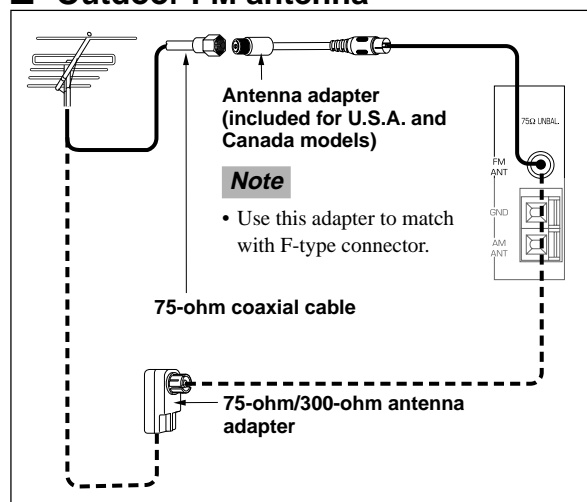 ■ Outdoor FM antenna
Antenna adapter
(included for U.S.A. and
Canada models)
Note
• Use this adapter to match
with F-type connector.
75-ohm coaxial cable
75-ohm/300-ohm antenna
adapter
75Ω UNBAL.
FM
ANT
GND
AM
ANT